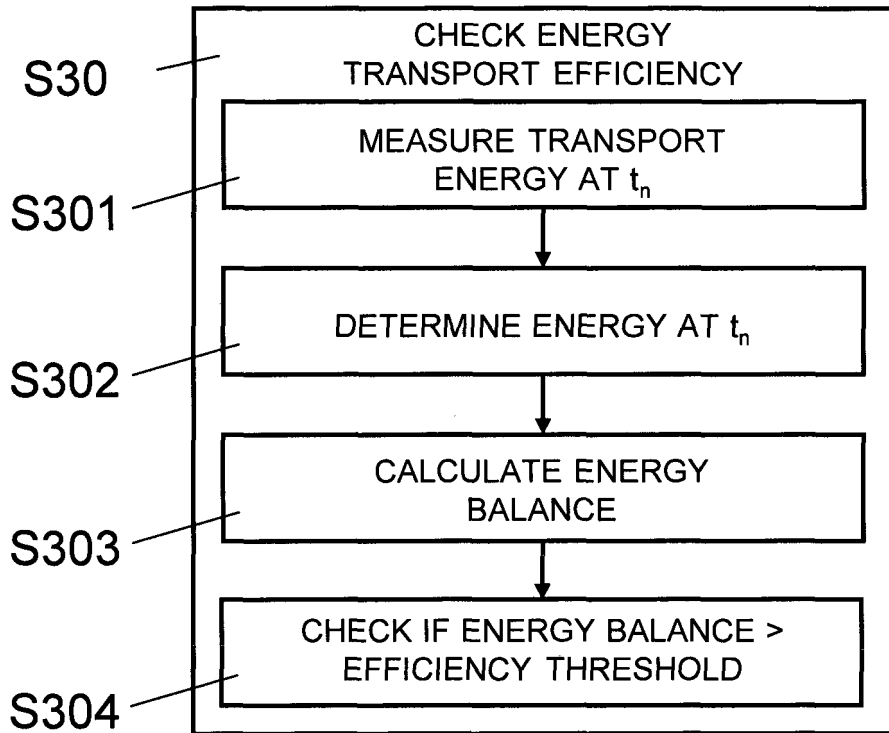 CHECK ENERGY
TRANSPORT EFFICIENCY
S30
MEASURE TRANSPORT
ENERGY AT tn
S301
DETERMINE ENERGY AT tn
S302
CALCULATE ENERGY
BALANCE
S303
CHECK IF ENERGY BALANCE >
EFFICIENCY THRESHOLD
S304